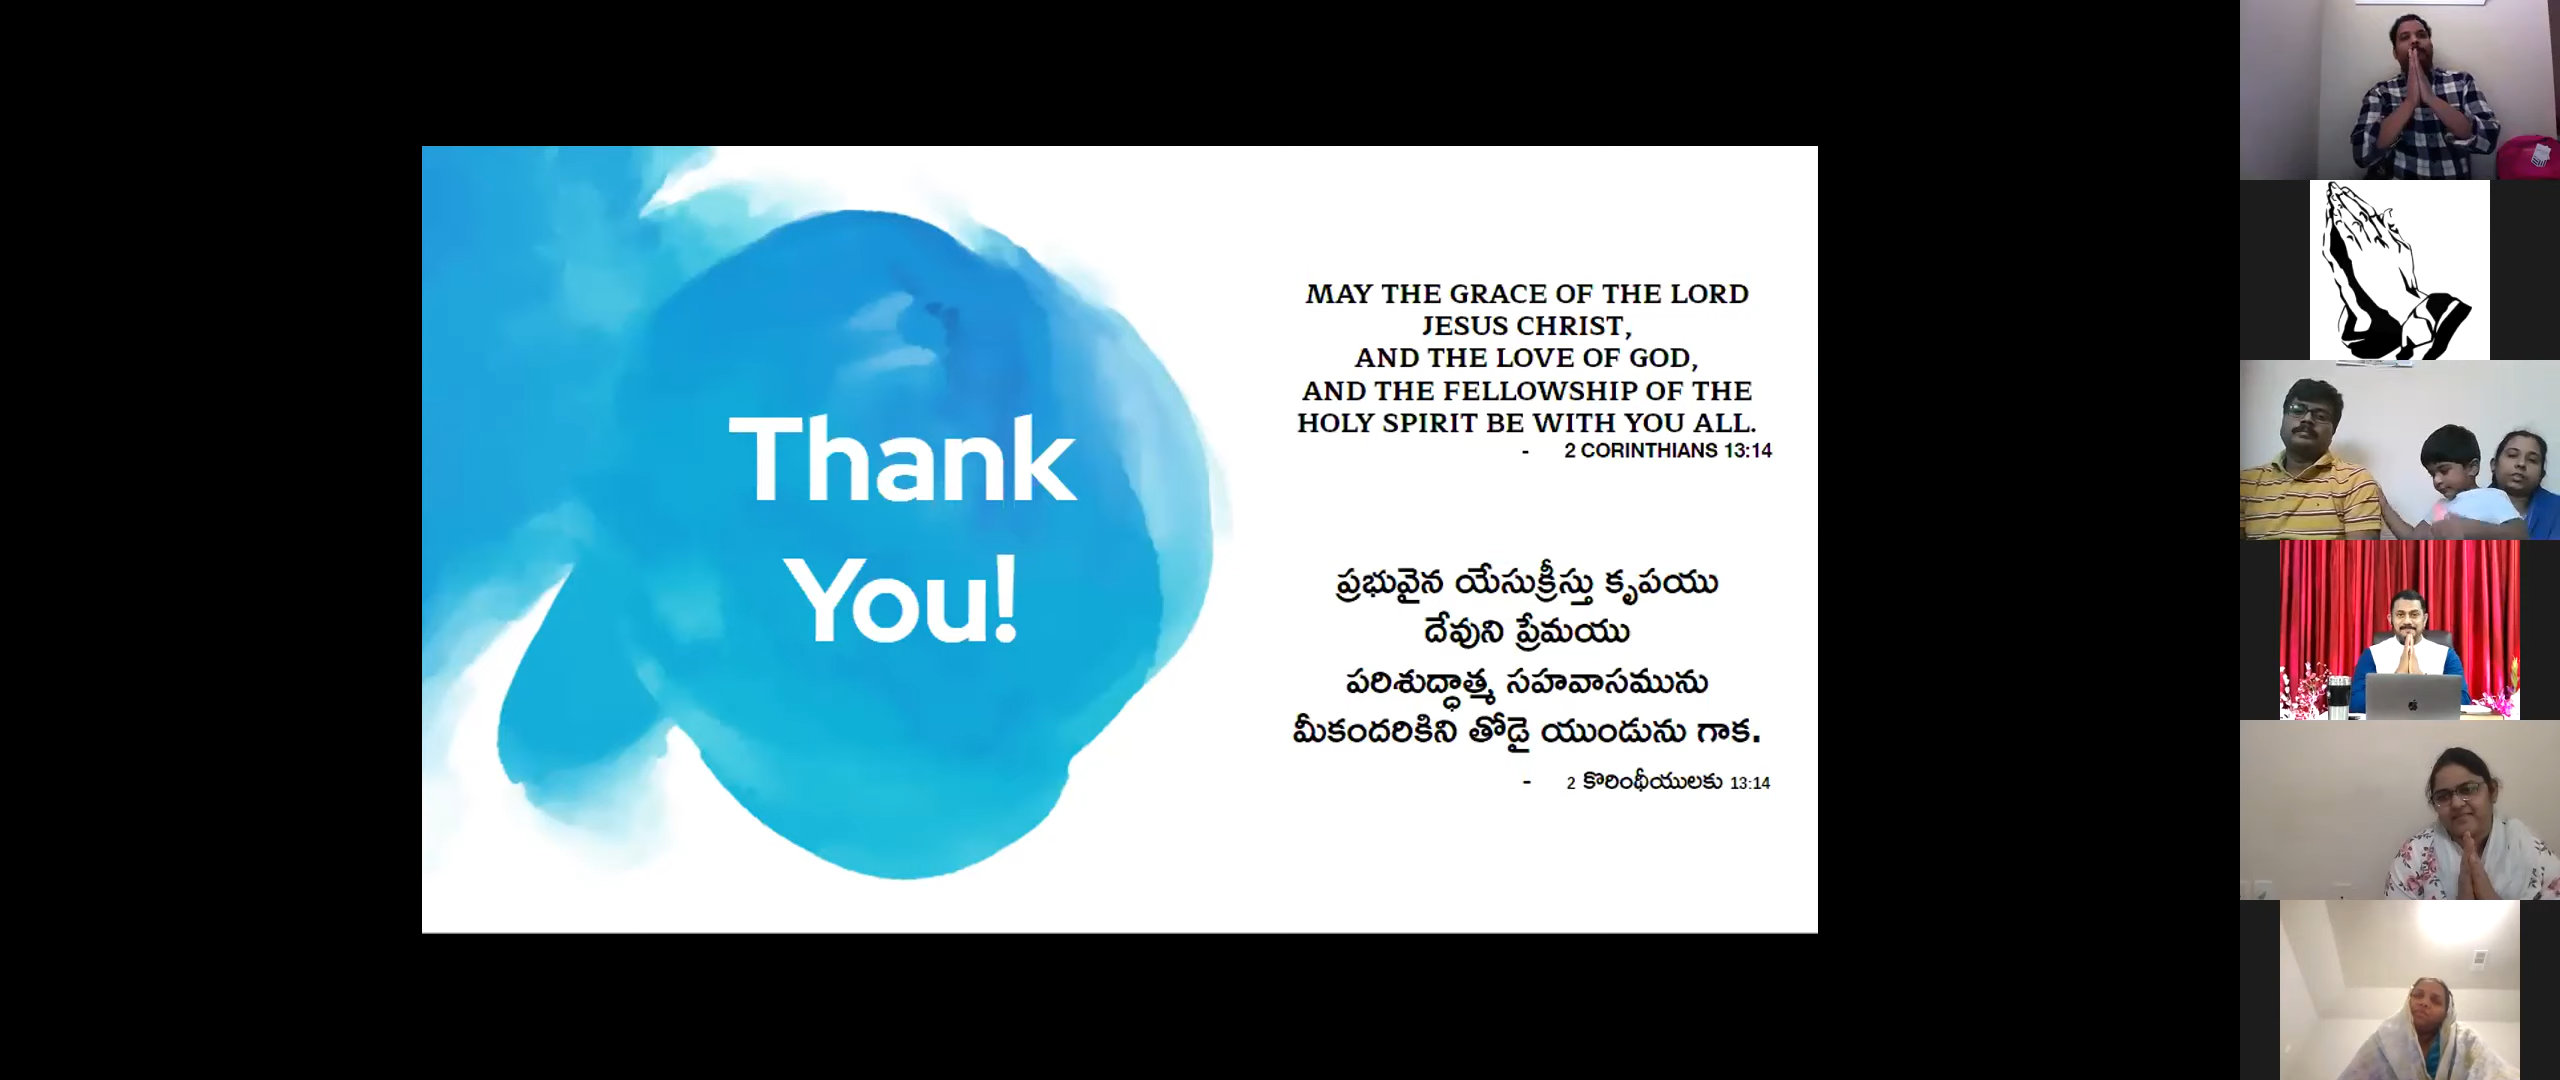 Thank
You!
MAY THE GRACE OF THE LORD
JESUS CHRIST,
AND THE LOVE OF GOD,
AND THE FELLOWSHIP OF THE
HOLY SPIRIT BE WITH YOU ALL.
- 2 CORINTHIANS 13:14
ప్రభువైన యేసుక్రీస్తు కృపయు
దేవుని ప్రేమయు
పరిశుద్ధాత్మ సహవాసమును
మీకందరికిని తోడై యుండును గాక.
- 2 కొరింథీయులకు 13:14